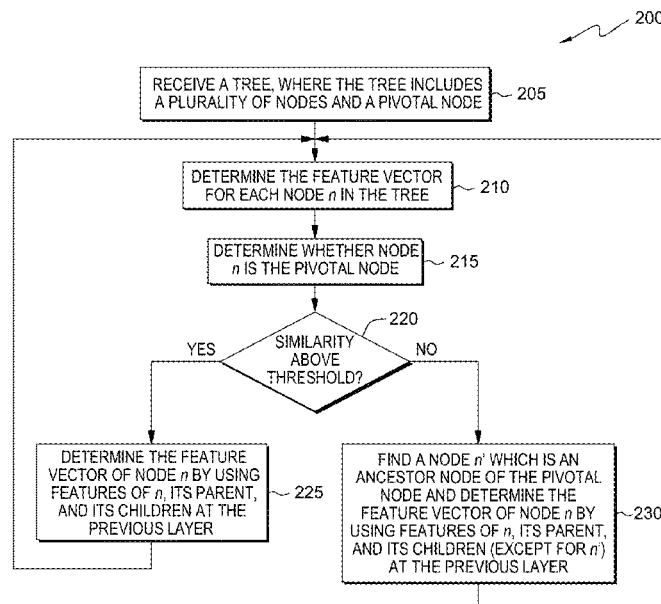 200
RECEIVE A TREE, WHERE THE TREE INCLUDES
A PLURALITY OF NODES AND A PIVOTAL NODE
205
DETERMINE THE FEATURE VECTOR
FOR EACH NODE n IN THE TREE
210
DETERMINE WHETHER NODE
n IS THE PIVOTAL NODE
215
220
SIMILARITY
ABOVE
THRESHOLD?
YES
NO
DETERMINE THE FEATURE
VECTOR OF NODE n BY USING
FEATURES OF n, ITS PARENT,
AND ITS CHILDREN AT THE
PREVIOUS LAYER
225
FIND A NODE n' WHICH IS AN
ANCESTOR NODE OF THE PIVOTAL
NODE AND DETERMINE THE
FEATURE VECTOR OF NODE n BY
USING FEATURES OF n, ITS PARENT,
AND ITS CHILDREN (EXCEPT FOR n')
AT THE PREVIOUS LAYER
230